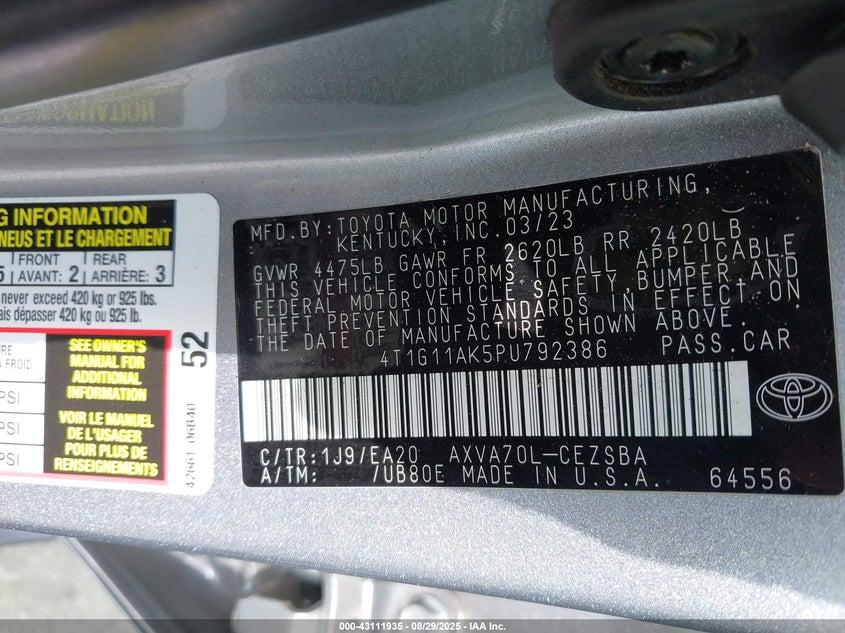 G INFORMATION
NEUS ET LE CHARGEMENT
5 FRONT REAR
AVANT: 2 ARRIÈRE: 3
never exceed 420 kg or 925 lbs.
ais dépasser 420 kg ou 925 lb.
URE
A FROID
PSI
PSI
PSI
SEE OWNER'S
MANUAL FOR
ADDITIONAL
INFORMATION
VOIR LE MANUEL
DE L'USAGER
POUR PLUS DE
RENSEIGNEMENTS
52
42661 06B40
MFD.BY:TOYOTA MOTOR MANUFACTURING,
KENTUCKY,INC.03/23
GVWR 4475LB GAWR FR 2620LB RR 2420LB
THIS VEHICLE CONFORMS TO ALL APPLICABLE
FEDERAL MOTOR VEHICLE SAFETY,BUMPER,AND
THEFT PREVENTION STANDARDS IN EFFECT ON
THE DATE OF MANUFACTURE SHOWN ABOVE.
4T1G11AK5PU792386 PASS.CAR
C/TR:1J9/EA20 AXVA70L-CEZSBA
A/TM: /UB80E MADE IN U.S.A. 64556
000-43111935 - 08/29/2025 - IAA Inc.